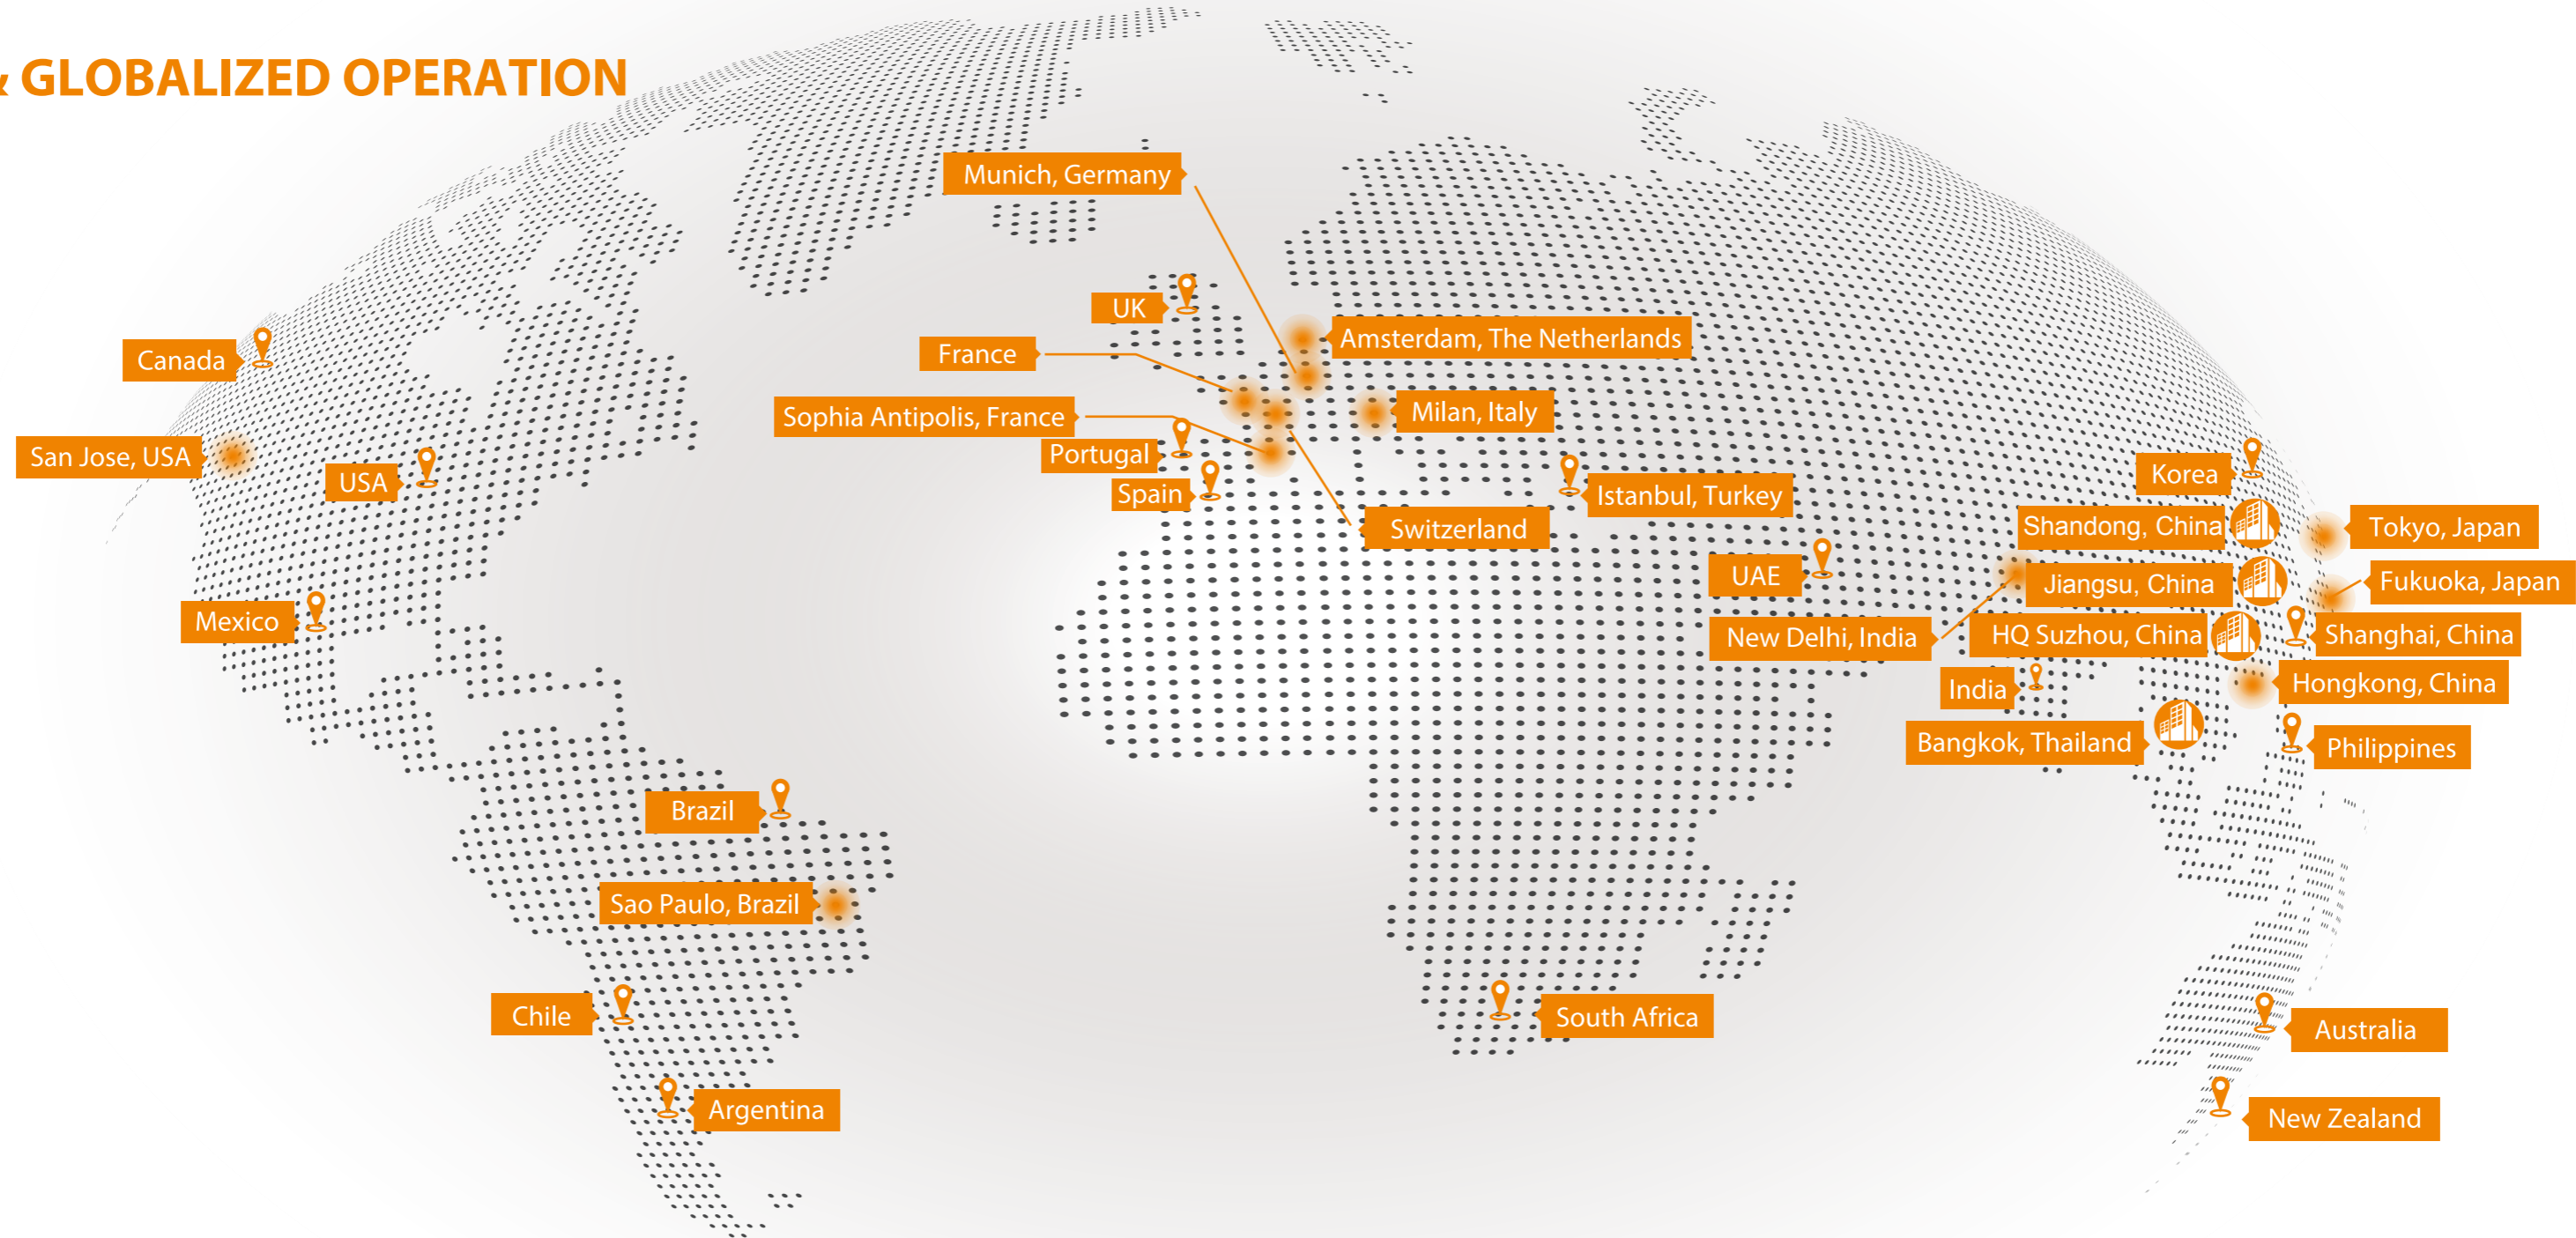 & GLOBALIZED OPERATION
Munich, Germany
UK
Amsterdam, The Netherlands
France
Canada
Milan, Italy
Sophia Antipolis, France
Portugal
San Jose, USA
USA
Spain
Istanbul, Turkey
Korea
Switzerland
Shandong, China
Tokyo, Japan
UAE
Jiangsu, China
Fukuoka, Japan
Mexico
New Delhi, India
HQ Suzhou, China
Shanghai, China
India
Hongkong, China
Bangkok, Thailand
Philippines
Brazil
Sao Paulo, Brazil
Chile
South Africa
Australia
Argentina
New Zealand